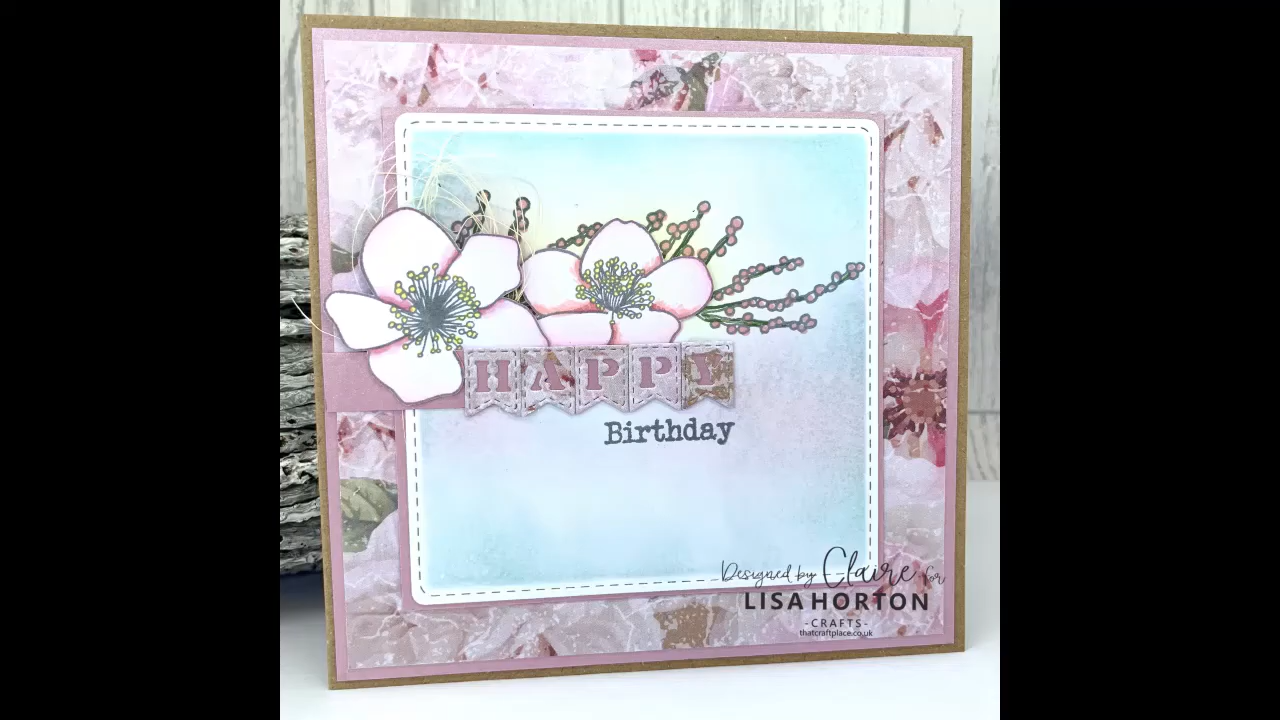 HAPPY
Birthday
Designed by Claire for
LISA HORTON
-CRAFTS-
thatcraftplace.co.uk